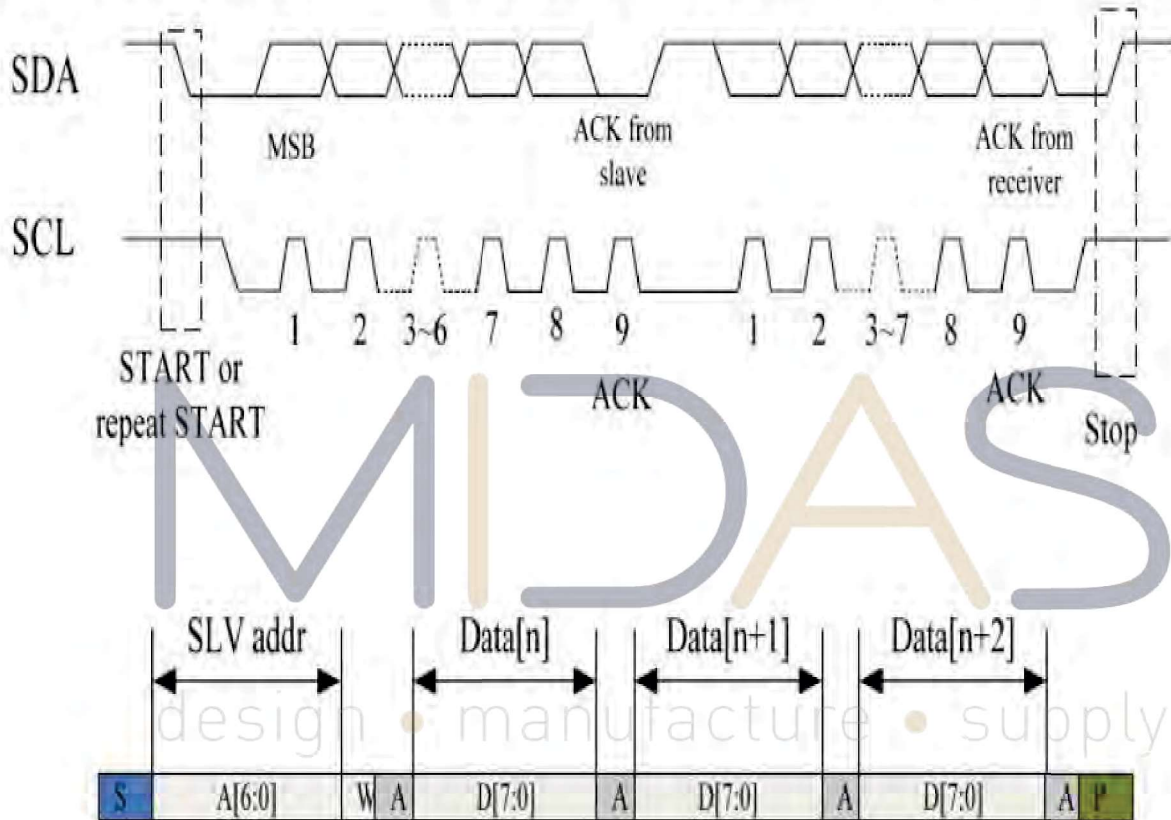 SDA
MSB
ACK from
slave
ACK from
receiver
SCL
1 2 3~6 7 8 9 1 2 3~7 8 9
START or
repeat START
ACK
ACK
Stop
MIDAS
SLV addr Data[n] Data[n+1] Data[n+2]
design • manufacture • supply
S A[6:0] W A D[7:0] A D[7:0] A D[7:0] A P